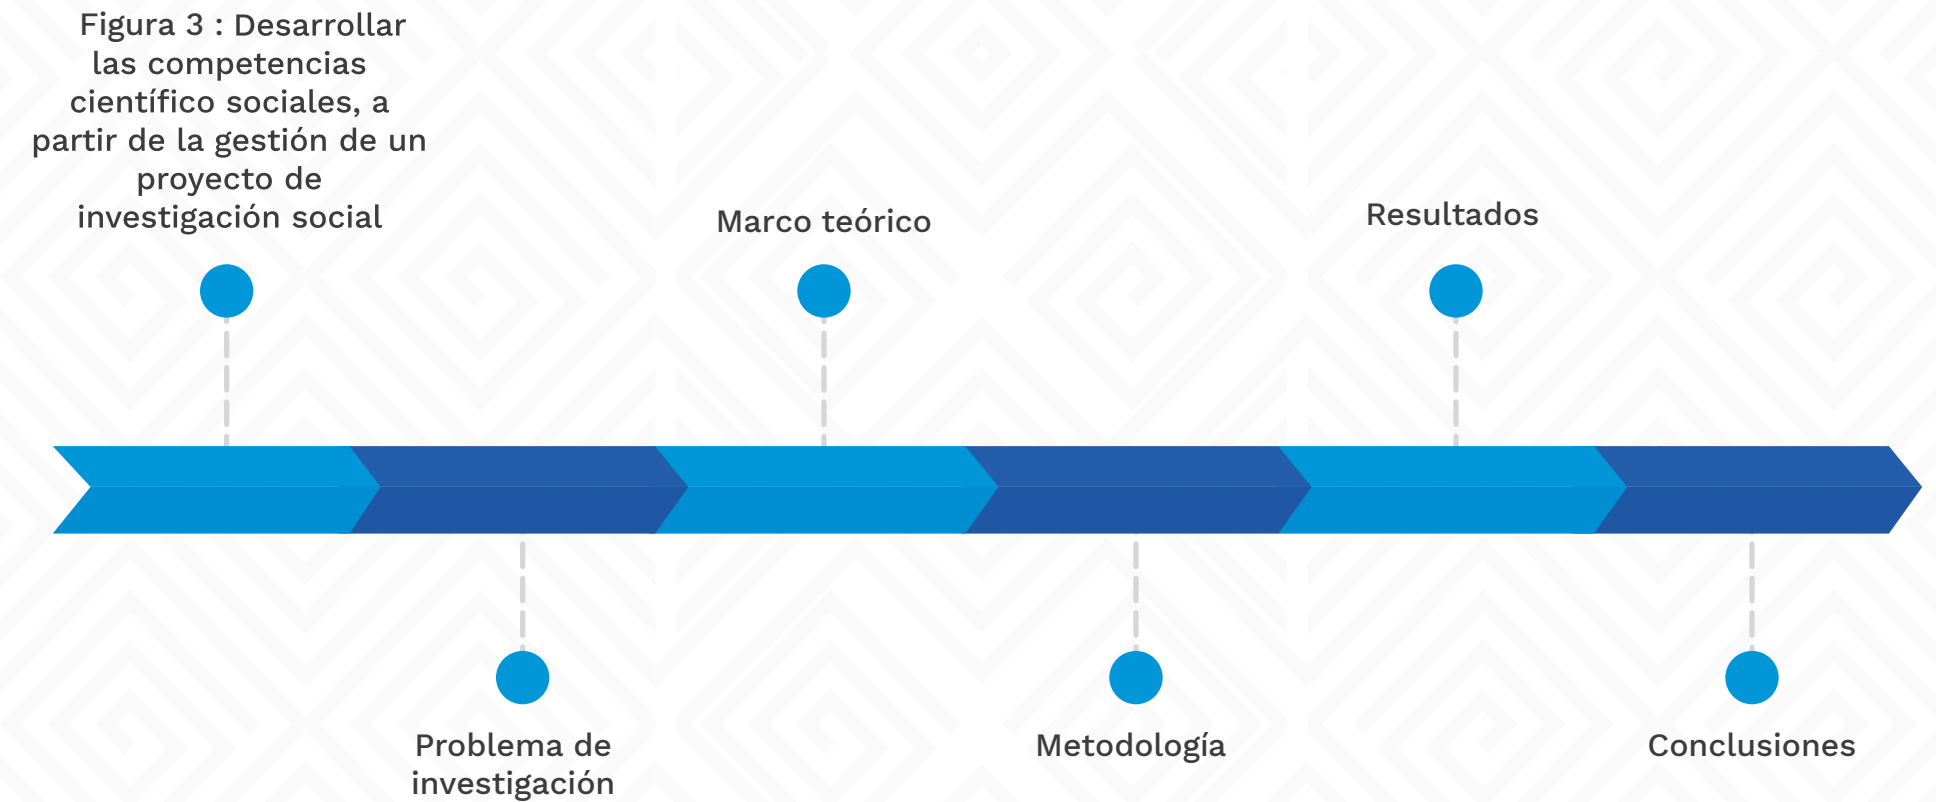 Figura 3 : Desarrollar
las competencias
científico sociales, a
partir de la gestión de un
proyecto de
investigación social
Marco teórico
Resultados
Problema de
investigación
Metodología
Conclusiones